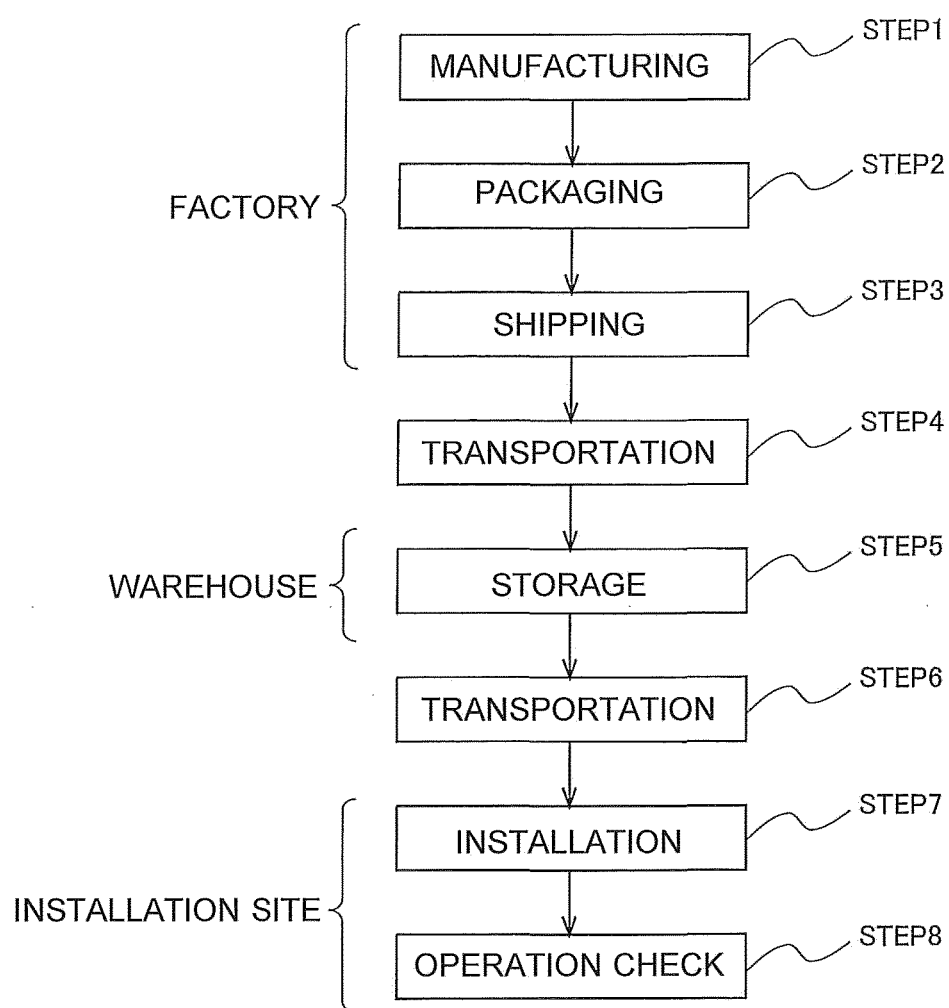 MANUFACTURING
STEP1
PACKAGING
STEP2
FACTORY
SHIPPING
STEP3
TRANSPORTATION
STEP4
WAREHOUSE
STORAGE
STEP5
TRANSPORTATION
STEP6
INSTALLATION
STEP7
INSTALLATION SITE
OPERATION CHECK
STEP8